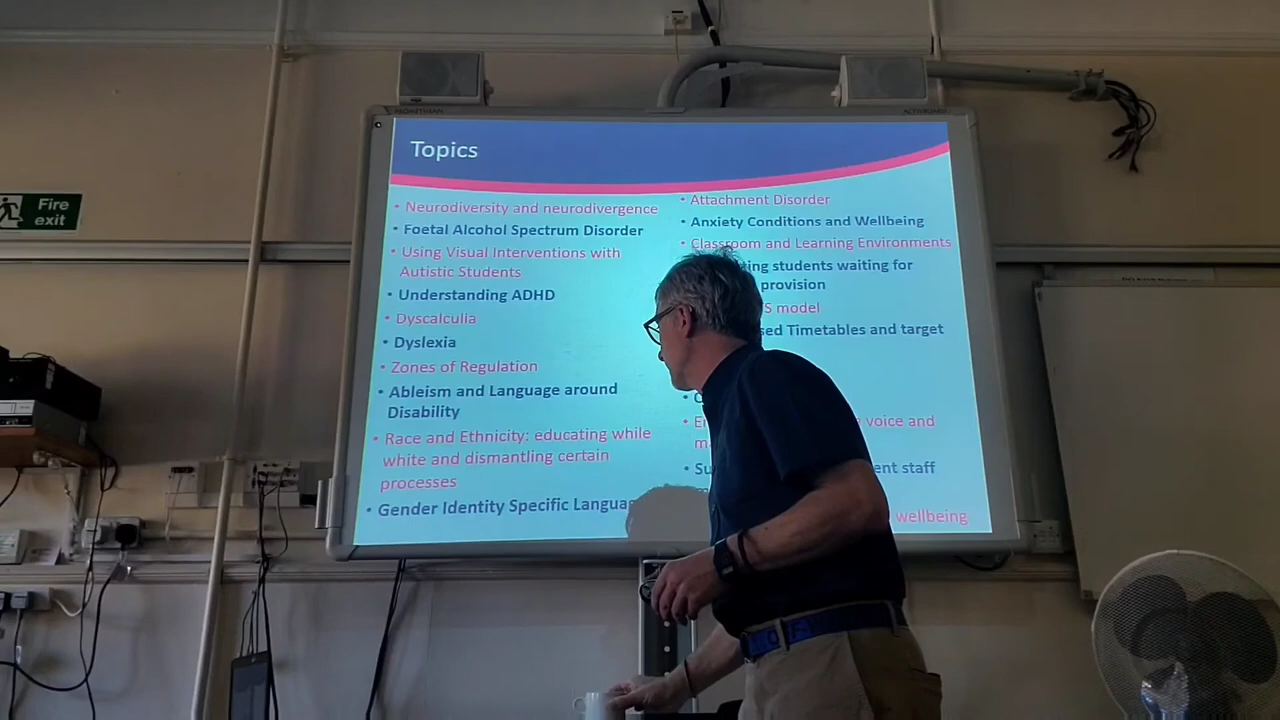 PROMETHEAN
Fire
exit
Topics
• Neurodiversity and neurodivergence
• Foetal Alcohol Spectrum Disorder
• Using Visual Interventions with
Autistic Students
• Understanding ADHD
• Dyscalculia
• Dyslexia
• Zones of Regulation
• Ableism and Language around
Disability
• Race and Ethnicity: educating while
white and dismantling certain
processes
• Gender Identity Specific
• Attachment Disorder
• Anxiety Conditions and Wellbeing
• Classroom and Learning Environments
students waiting for
provision
model
Timetables and target
voice and
staff
wellbeing